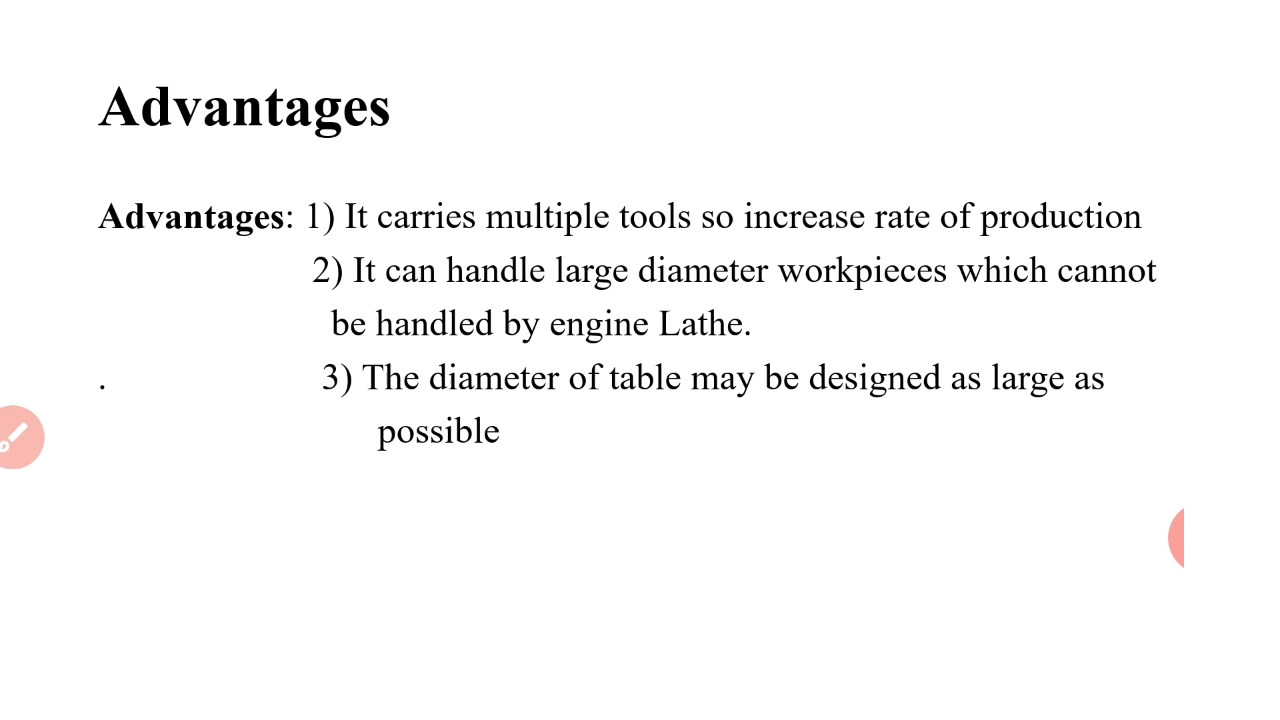 Advantages
Advantages: 1) It carries multiple tools so increase rate of production
2) It can handle large diameter workpieces which cannot
be handled by engine Lathe.
. 3) The diameter of table may be designed as large as
possible